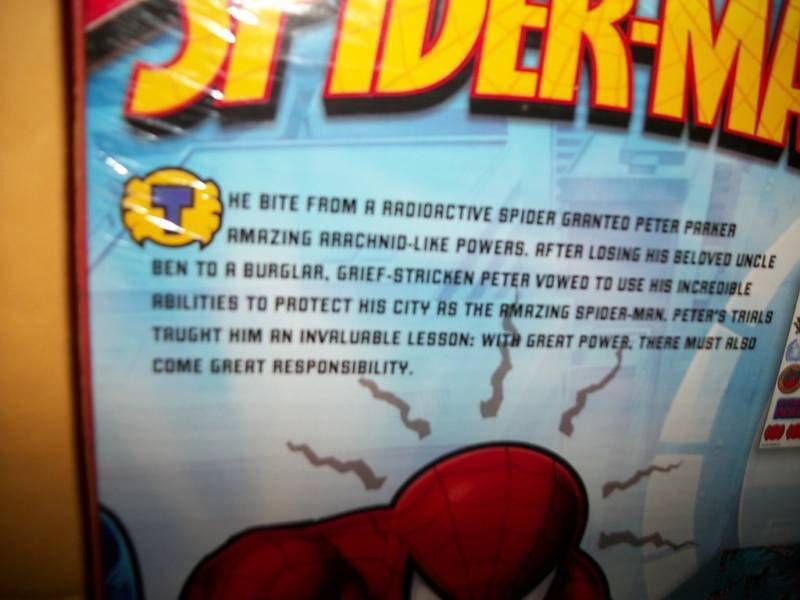 SPIDER-MA
THE BITE FROM A RADIOACTIVE SPIDER GRANTED PETER PARKER
AMAZING ARACHNID-LIKE POWERS. AFTER LOSING HIS BELOVED UNCLE
BEN TO A BURGLAR, GRIEF-STRICKEN PETER VOWED TO USE HIS INCREDIBLE
ABILITIES TO PROTECT HIS CITY AS THE AMAZING SPIDER-MAN. PETER'S TRIALS
TAUGHT HIM AN INVALUABLE LESSON: WITH GREAT POWER, THERE MUST ALSO
COME GREAT RESPONSIBILITY.